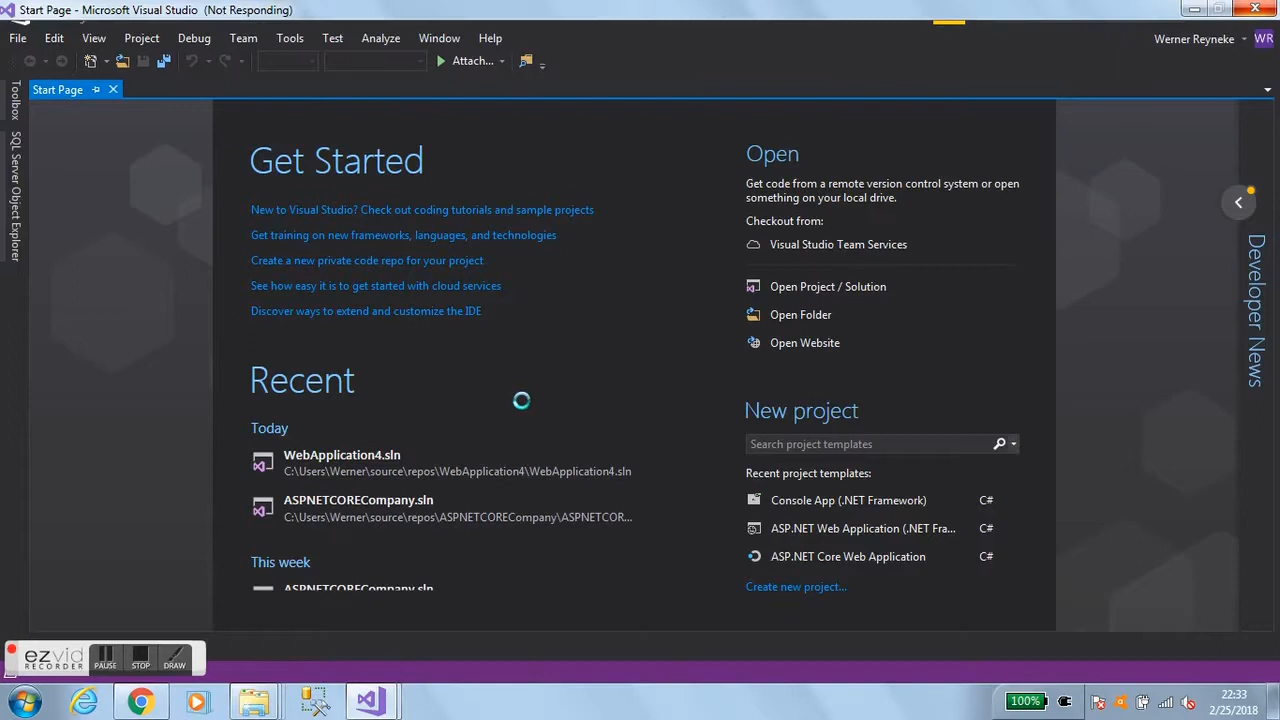 Start Page - Microsoft Visual Studio (Not Responding)
File Edit View Project Debug Team Tools Test Analyze Window Help
Werner Reyneke WR
Attach...
Start Page
Toolbox
SQL Server Object Explorer
Get Started
New to Visual Studio? Check out coding tutorials and sample projects
Get training on new frameworks, languages, and technologies
Create a new private code repo for your project
See how easy it is to get started with cloud services
Discover ways to extend and customize the IDE
Recent
Today
WebApplication4.sln
C:\Users\Werner\source\repos\WebApplication4\WebApplication4.sln
ASPNETCORECompany.sln
C:\Users\Werner\source\repos\ASPNETCORECompany\ASPNETCOR...
This week
ASPNETCORECompany.sln
Open
Get code from a remote version control system or open
something on your local drive.
Checkout from:
Visual Studio Team Services
Open Project / Solution
Open Folder
Open Website
New project
Search project templates
Recent project templates:
Console App (.NET Framework) C#
ASP.NET Web Application (.NET Fra... C#
ASP.NET Core Web Application C#
Create new project...
Developer News
ezvid
RECORDER
PAUSE STOP DRAW
100%
22:33
2/25/2018